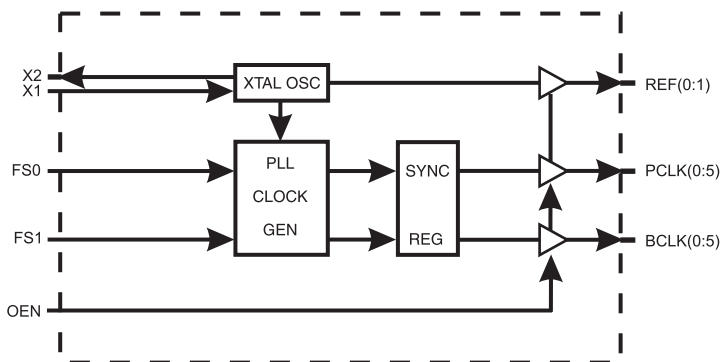 X2
XTAL OSC
X1
REF(0:1)
FS0
PLL
CLOCK
GEN
SYNC
REG
PCLK(0:5)
FS1
BCLK(0:5)
OEN